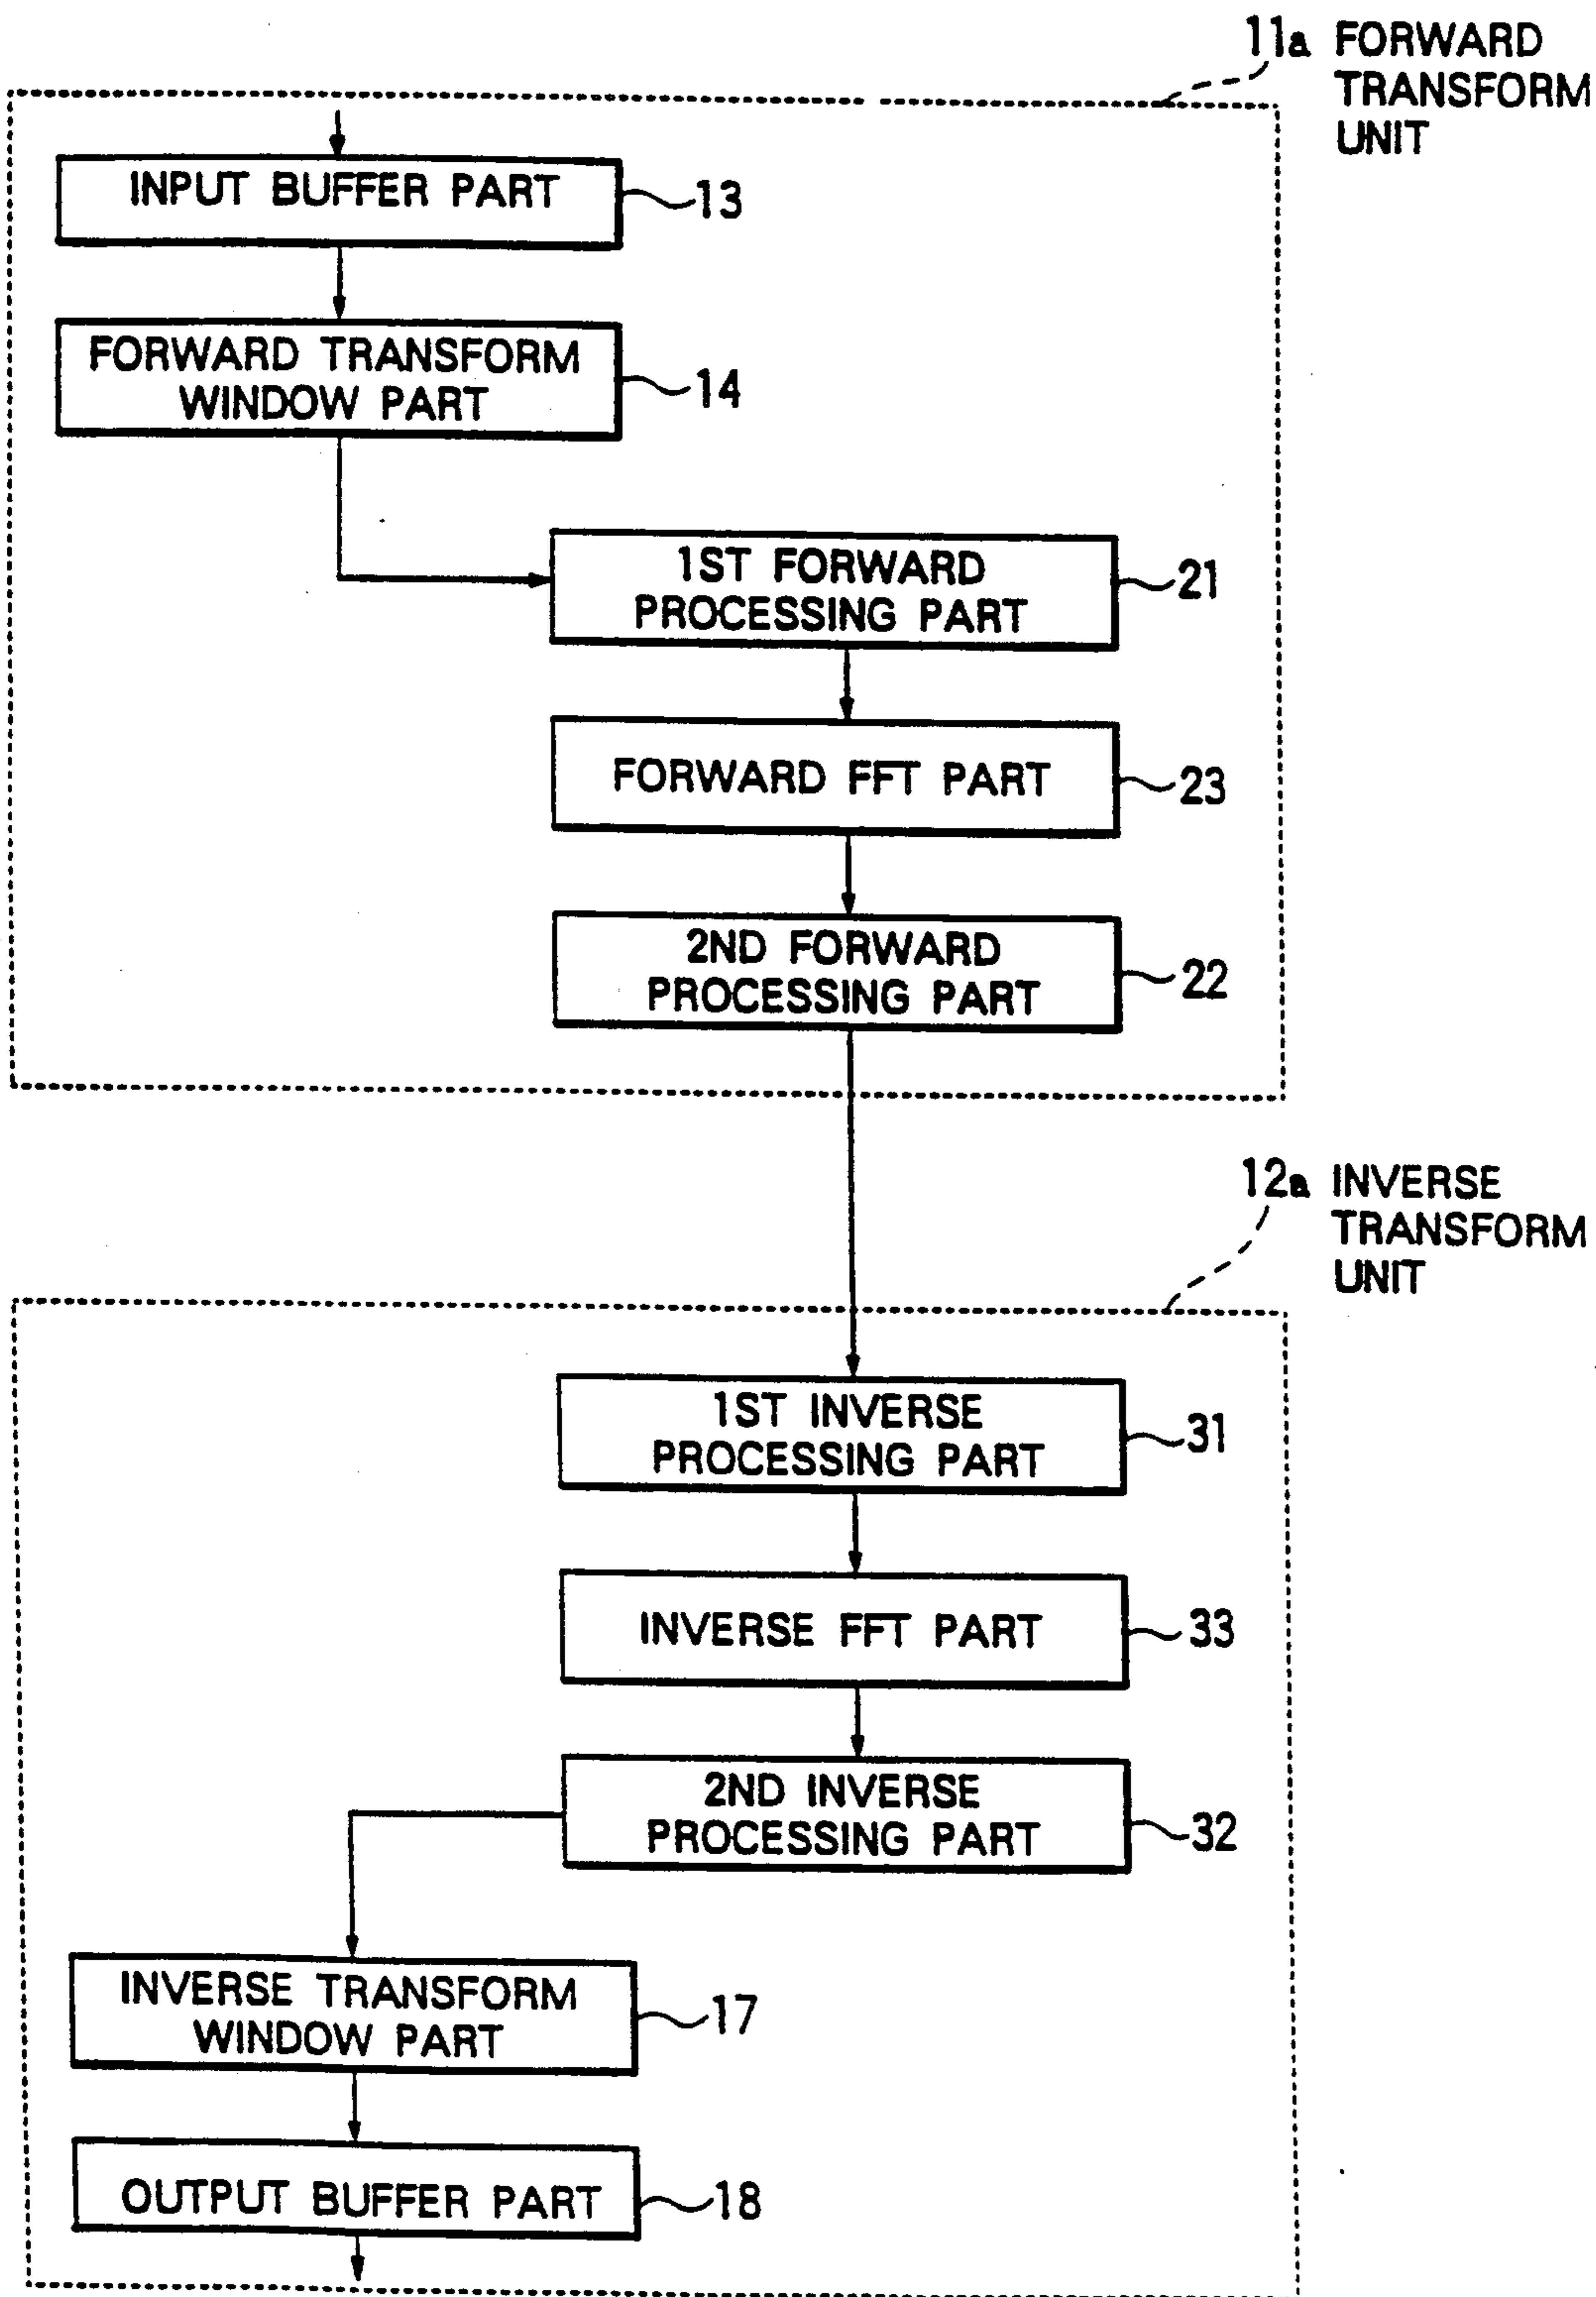 11a FORWARD
TRANSFORM
UNIT
INPUT BUFFER PART
13
FORWARD TRANSFORM
WINDOW PART
14
1ST FORWARD
PROCESSING PART
21
FORWARD FFT PART
23
2ND FORWARD
PROCESSING PART
22
12a INVERSE
TRANSFORM
UNIT
1ST INVERSE
PROCESSING PART
31
INVERSE FFT PART
33
2ND INVERSE
PROCESSING PART
32
INVERSE TRANSFORM
WINDOW PART
17
OUTPUT BUFFER PART
18